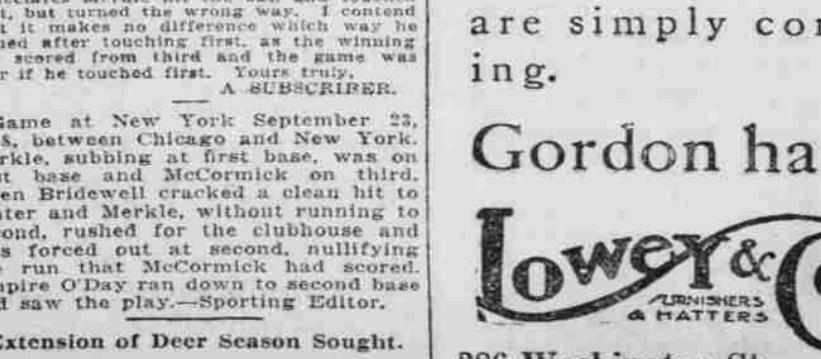 t, but turned the wrong way. I contend
t it makes no difference which way he
ned after touching first, as the winning
scored from third and the game was
r if he touched first. Yours truly,
A SUBSCRIBER.
Game at New York September 23,
8, between Chicago and New York.
rkle, subbing at first base, was on
st base and McCormick on third,
en Bridewell cracked a clean hit to
nter and Merkle, without running to
cond, rushed for the clubhouse and
s forced out at second, nullifying
e run that McCormick had scored.
mpire O'Day ran down to second base
d saw the play.—Sporting Editor.
Extension of Deer Season Sought.
are simply con
ing.
Gordon ha
Lowey & C
FURNISHERS
& HATTERS